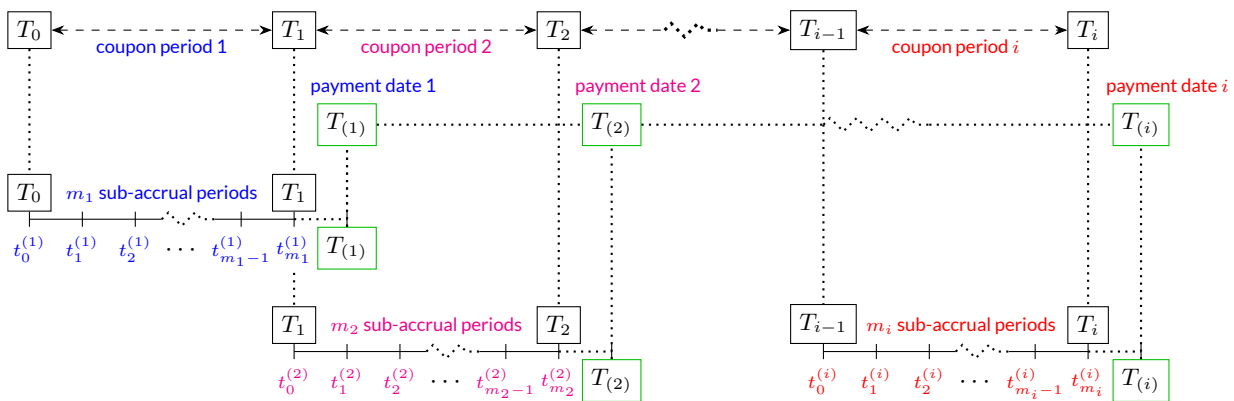 T_0 T_1 T_2 T_{i−1} T_i
coupon period 1 coupon period 2 coupon period i
payment date 1 payment date 2 payment date i
T_{(1)} T_{(2)} T_{(i)}
T_0 m_1 sub-accrual periods T_1
t_0^{(1)} t_1^{(1)} t_2^{(1)} ⋯ t_{m_1−1}^{(1)} t_{m_1}^{(1)} T_{(1)}
T_1 m_2 sub-accrual periods T_2 T_{i−1} m_i sub-accrual periods T_i
t_0^{(2)} t_1^{(2)} t_2^{(2)} ⋯ t_{m_2−1}^{(2)} t_{m_2}^{(2)} T_{(2)} t_0^{(i)} t_1^{(i)} t_2^{(i)} ⋯ t_{m_i−1}^{(i)} t_{m_i}^{(i)} T_{(i)}